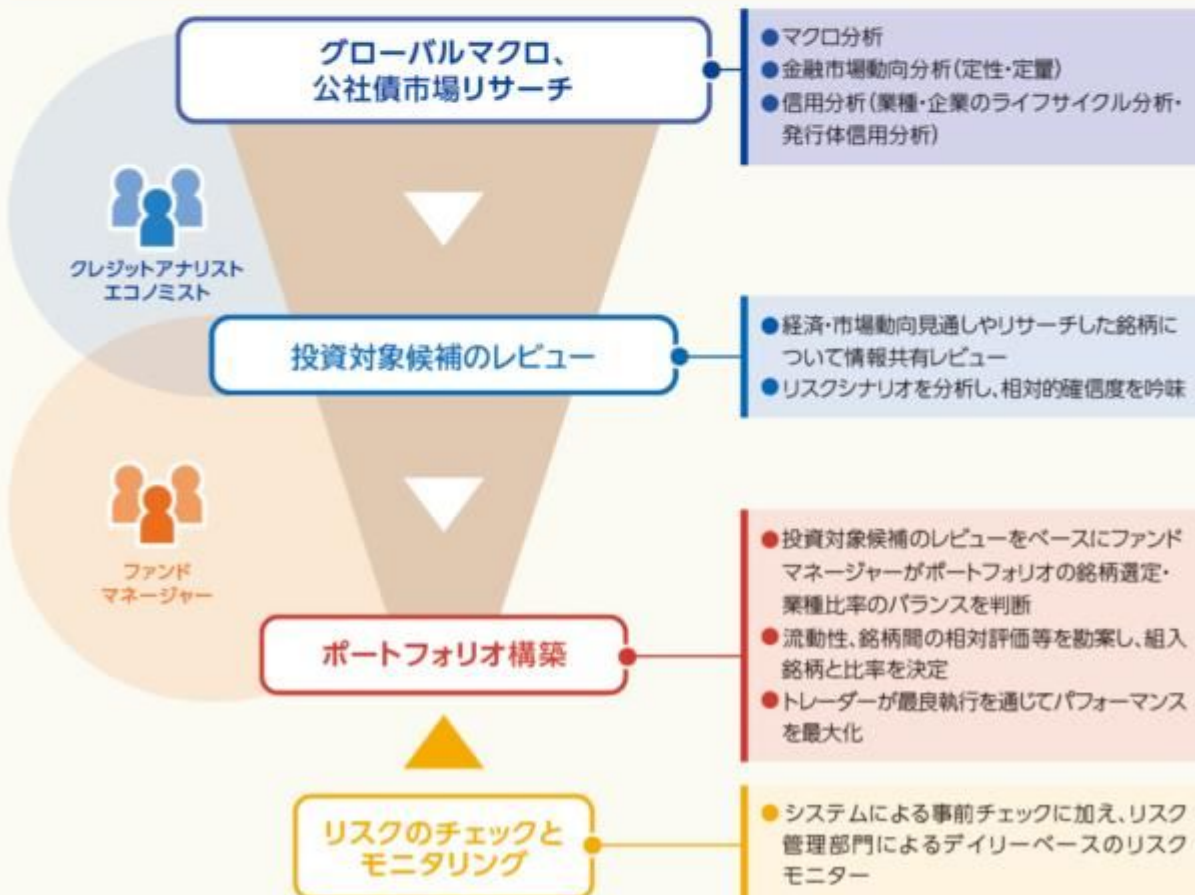 グローバルマクロ、
公社債市場リサーチ
●マクロ分析
●金融市場動向分析(定性・定量)
●信用分析(業種・企業のライフサイクル分析・
発行体信用分析)
クレジットアナリスト
エコノミスト
投資対象候補のレビュー
●経済・市場動向見通しやリサーチした銘柄に
ついて情報共有レビュー
●リスクシナリオを分析し、相対的確信度を吟味
ファンド
マネージャー
ポートフォリオ構築
●投資対象候補のレビューをベースにファンド
マネージャーがポートフォリオの銘柄選定・
業種比率のバランスを判断
●流動性、銘柄間の相対評価等を勘案し、組入
銘柄と比率を決定
●トレーダーが最良執行を通じてパフォーマンス
を最大化
リスクのチェックと
モニタリング
●システムによる事前チェックに加え、リスク
管理部門によるデイリーベースのリスク
モニター